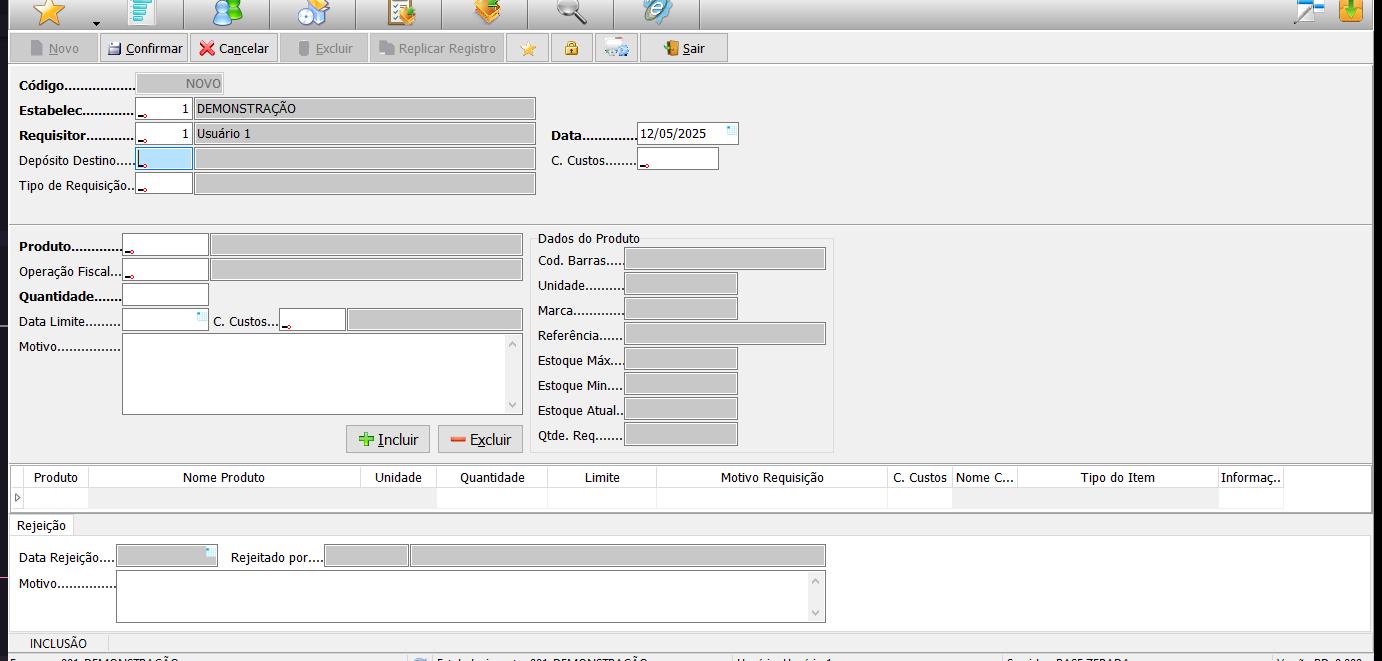 Novo Confirmar Cancelar Excluir Replicar Registro Sair
Código.................. NOVO
Estabelec............. 1 DEMONSTRAÇÃO
Requisitor............ 1 Usuário 1 Data.............. 12/05/2025
Depósito Destino..... C. Custos........
Tipo de Requisição..
Produto.............
Operação Fiscal...
Quantidade.......
Data Limite......... C. Custos...
Motivo................
Incluir Excluir
Dados do Produto
Cod. Barras.....
Unidade..........
Marca.............
Referência......
Estoque Máx....
Estoque Min....
Estoque Atual..
Qtde. Req.......
Produto Nome Produto Unidade Quantidade Limite Motivo Requisição C. Custos Nome C... Tipo do Item Informaç..
Rejeição
Data Rejeição.... Rejeitado por....
Motivo...............
INCLUSÃO